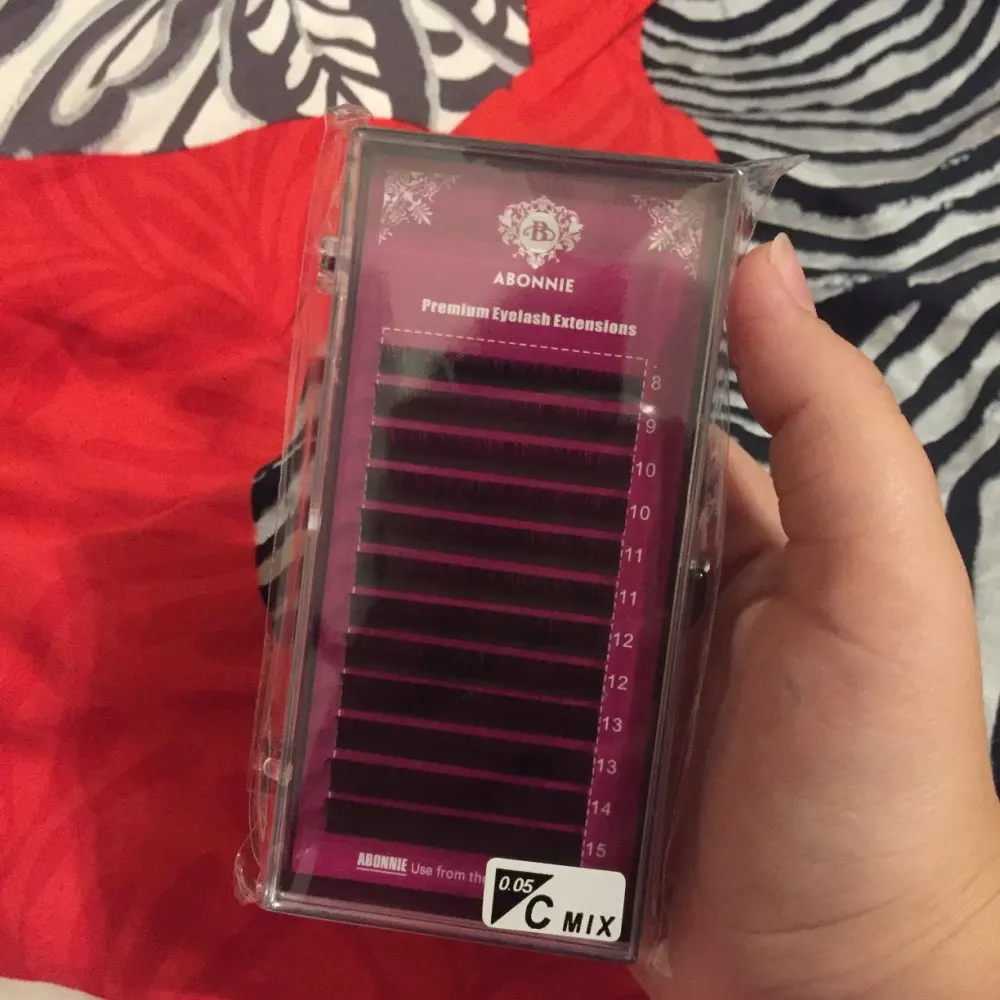 B
ABONNIE
Premium Eyelash Extensions
8
9
10
10
11
11
12
12
13
13
14
15
ABONNIE Use from the
0.05
C MIX